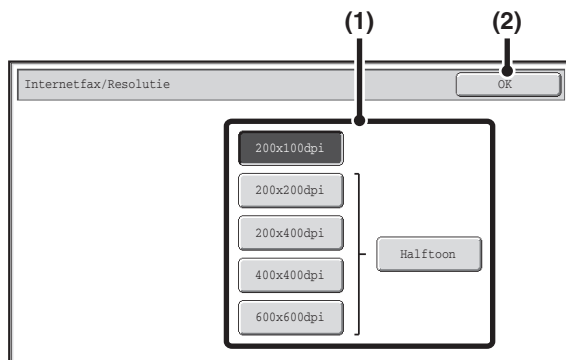 (1) (2)
Internetfax/Resolutie OK
200x100dpi
200x200dpi
200x400dpi
Halftoon
400x400dpi
600x600dpi